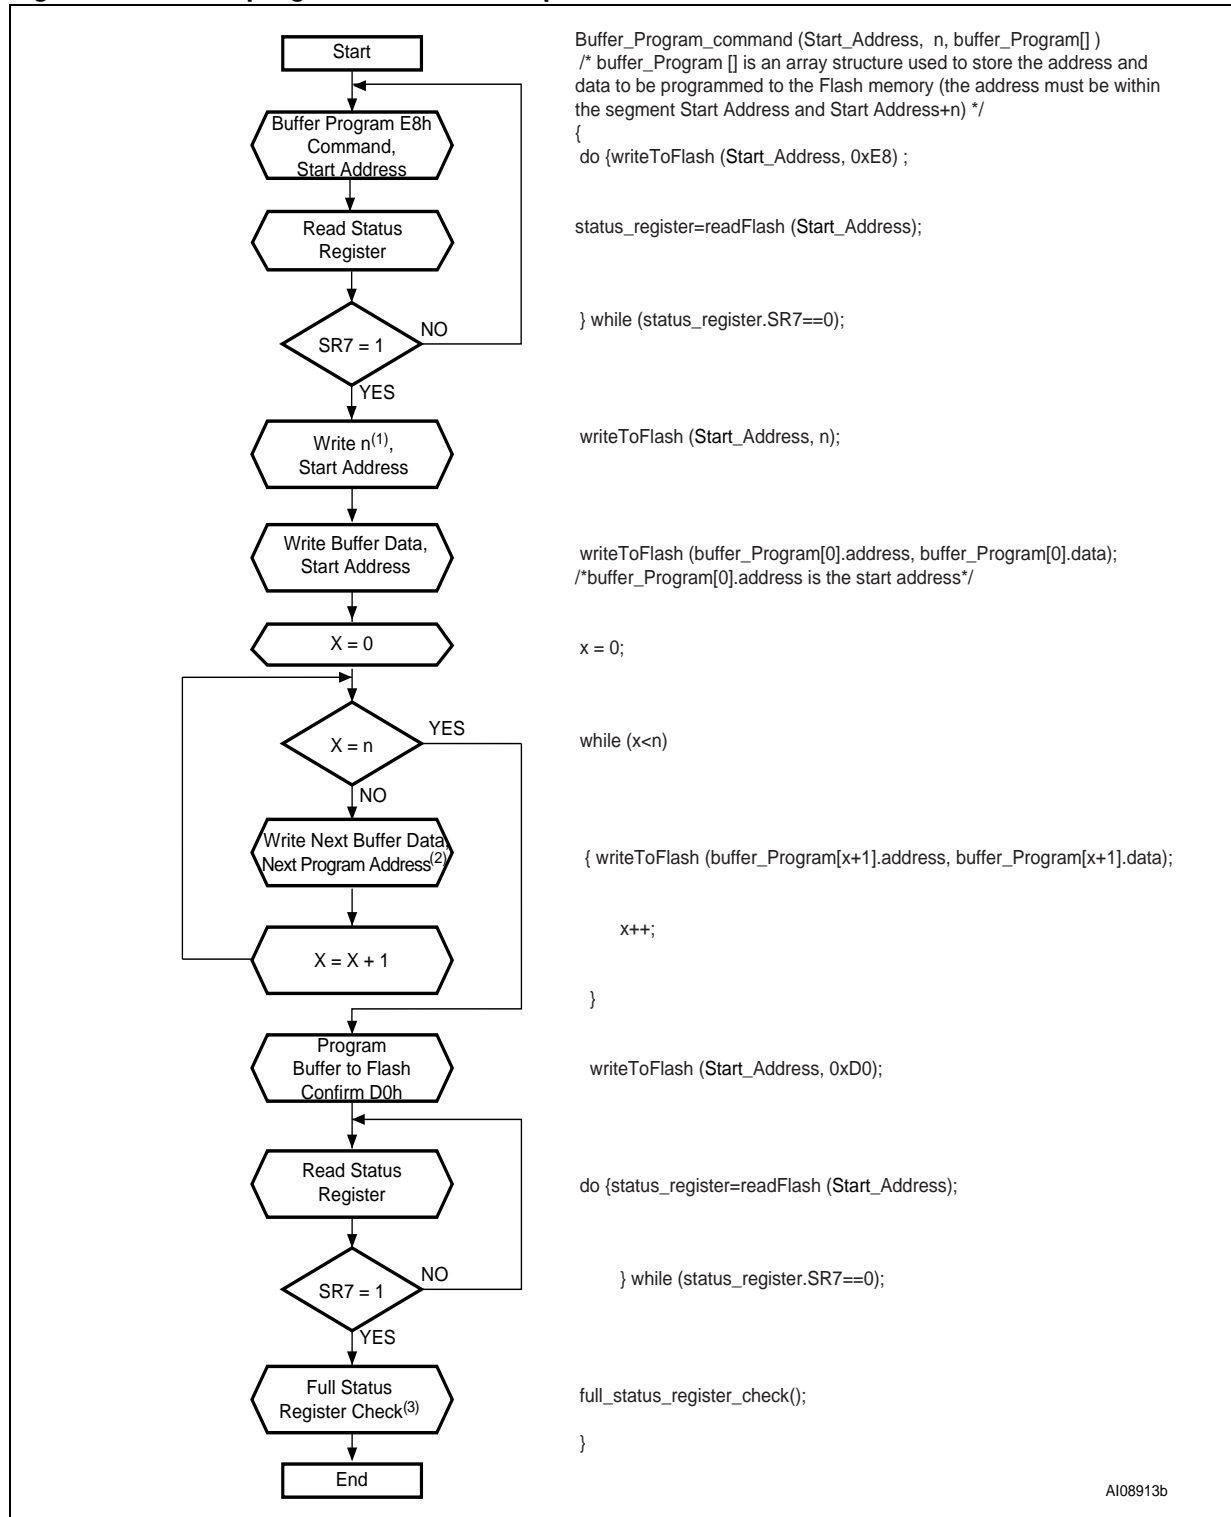 Start
Buffer_Program_command (Start_Address, n, buffer_Program[] )
/* buffer_Program [] is an array structure used to store the address and
data to be programmed to the Flash memory (the address must be within
the segment Start Address and Start Address+n) */
{
Buffer Program E8h
Command,
Start Address
do {writeToFlash (Start_Address, 0xE8) ;
Read Status
Register
status_register=readFlash (Start_Address);
SR7 = 1
NO
} while (status_register.SR7==0);
YES
Write n(1),
Start Address
writeToFlash (Start_Address, n);
Write Buffer Data,
Start Address
writeToFlash (buffer_Program[0].address, buffer_Program[0].data);
/*buffer_Program[0].address is the start address*/
X = 0
x = 0;
X = n
YES
while (x<n)
NO
Write Next Buffer Data,
Next Program Address(2)
{ writeToFlash (buffer_Program[x+1].address, buffer_Program[x+1].data);
X = X + 1
x++;
}
Program
Buffer to Flash
Confirm D0h
writeToFlash (Start_Address, 0xD0);
Read Status
Register
do {status_register=readFlash (Start_Address);
SR7 = 1
NO
} while (status_register.SR7==0);
YES
Full Status
Register Check(3)
full_status_register_check();
}
End
AI08913b